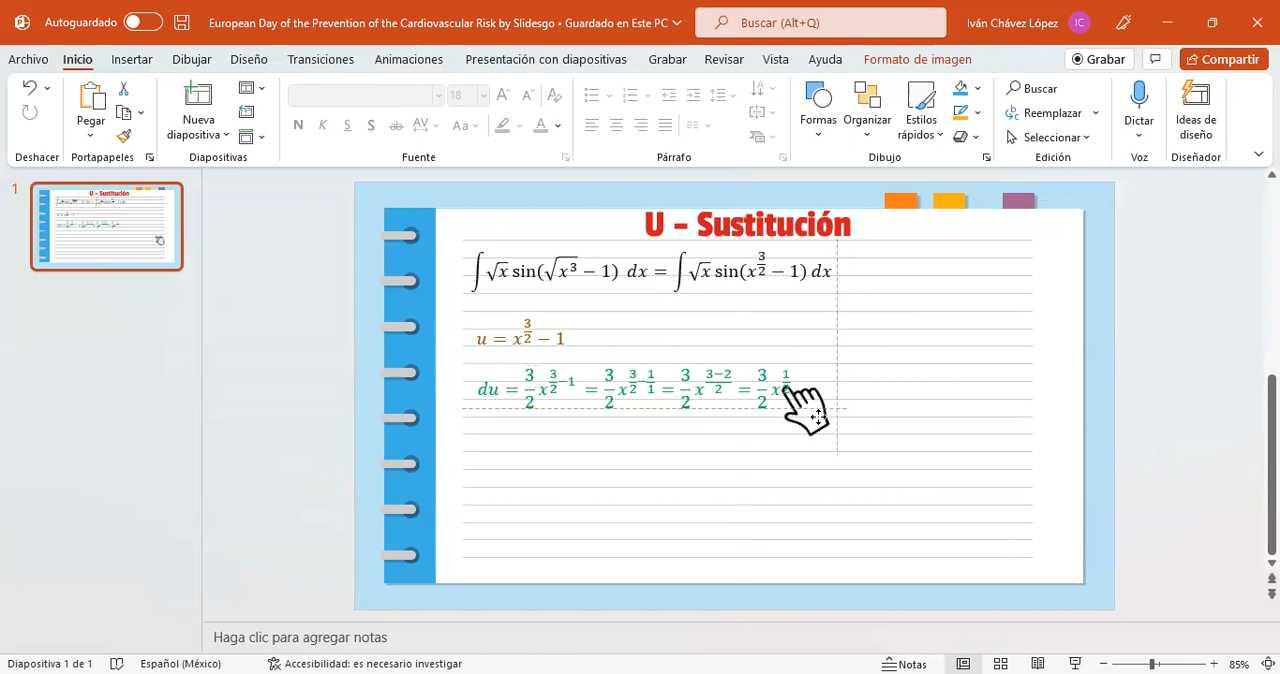 Autoguardado
European Day of the Prevention of the Cardiovascular Risk by Slidesgo • Guardado en Este PC
Buscar (Alt+Q)
Iván Chávez López
IC
Archivo Inicio Insertar Dibujar Diseño Transiciones Animaciones Presentación con diapositivas Grabar Revisar Vista Ayuda Formato de imagen
Grabar
Compartir
Pegar
Nueva diapositiva
18
N K S S ab AV Aa A
Formas Organizar Estilos rápidos
Buscar
Reemplazar
Seleccionar
Dictar
Ideas de diseño
Deshacer Portapapeles Diapositivas Fuente Párrafo Dibujo Edición Voz Diseñador
1
U – Sustitución
∫√x sin(√x³ − 1) dx = ∫√x sin(x^{3/2} − 1) dx
u = x^{3/2} − 1
du = 3/2 x^{3/2−1} = 3/2 x^{3/2−1/1} = 3/2 x^{(3−2)/2} = 3/2 x
Haga clic para agregar notas
Diapositiva 1 de 1 Español (México) Accesibilidad: es necesario investigar Notas 85%